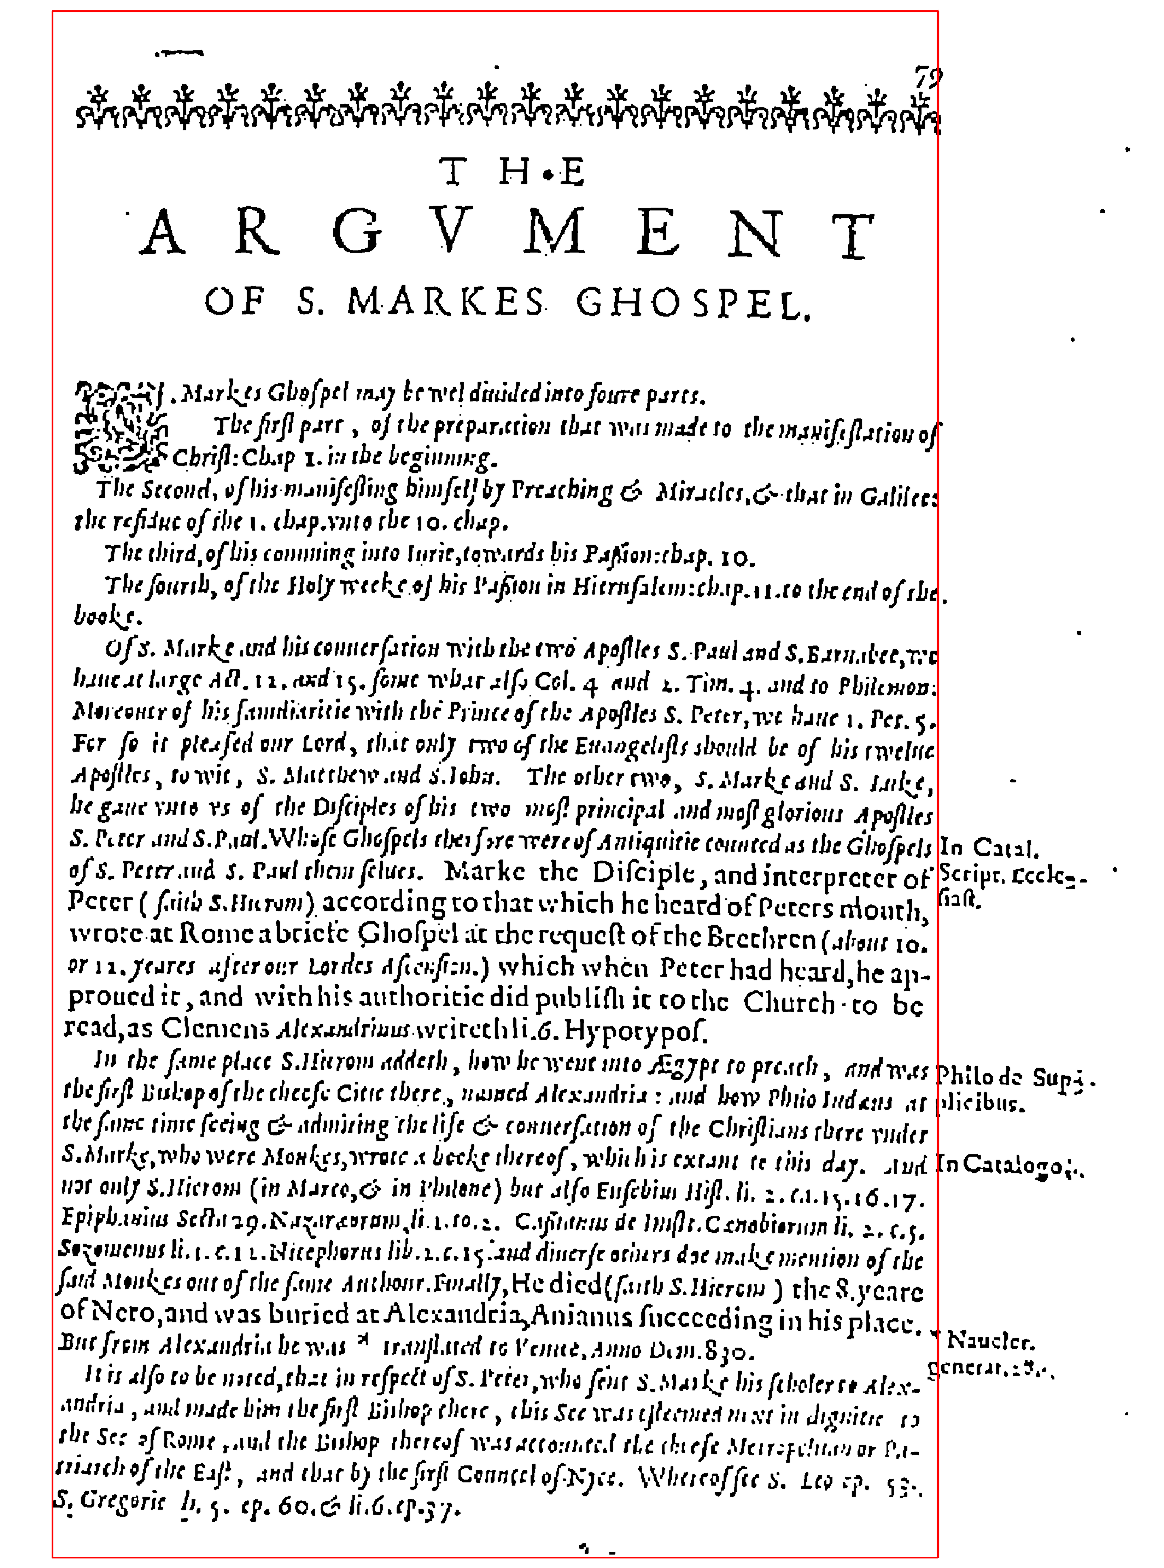 79
THE
ARGVMENT
OF S. MARKES GHOSPEL.
S. Markes Ghoſpel may be wel diuided into foure partes.
The firſt part, of the preparation that was made to the manifeſtation of
Chriſt: Chap 1. in the beginning.
The Second, of his manifeſting himſelf by Preaching & Miracles, & that in Galilee:
the reſidue of the 1. chap. vnto the 10. chap.
The third, of his comming into Iurie, towards his Paſsion: chap. 10.
The fourth, of the Holy weeke of his Paſsion in Hieruſalem: chap. 11. to the end of the
booke.
Of S. Marke and his conuerſation with the two Apoſtles S. Paul and S. Barnabee, we
haue at large Act. 12. and 15. ſome what alſo Col. 4 and 2. Tim. 4. and to Philemon:
Moreouer of his familiaritie with the Prince of the Apoſtles S. Peter, we haue 1. Pet. 5.
For ſo it pleaſed our Lord, that only two of the Euangeliſts should be of his twelue
Apoſtles, to wit, S. Matthew and S. Iohn. The other two, S. Marke and S. Luke,
he gaue vnto vs of the Diſciples of his two moſt principal and moſt glorious Apoſtles
S. Peter and S. Paul. Whoſe Ghoſpels therfore were of Antiquitie counted as the Ghoſpels
of S. Peter and S. Paul them ſelues. Marke the Diſciple, and interpreter of
Peter (ſaith S. Hierom) according to that which he heard of Peters mouth,
wrote at Rome a briefe Ghoſpel at the requeſt of the Brethren (about 10.
or 12. yeares after our Lordes Aſcenſion.) which when Peter had heard, he ap-
proued it, and with his authoritie did publiſh it to the Church to be
read, as Clemens Alexandrinus writeth li. 6. Hypotypoſ.
In the ſame place S. Hierom addeth, how he went into Ægypt to preach, and was
the firſt Bishop of the cheefe Citie there, named Alexandria: and how Philo Iudæus at
the ſame time ſeeing & admiring the life & conuerſation of the Chriſtians there vnder
S. Marke, who were Monkes, wrote a booke thereof, which is extant to this day. And
not only S. Hierom (in Marco, & in Philone) but alſo Euſebius Hiſt. li. 2. ca. 15. 16. 17.
Epiphanius Secta 29. Nazaræorum, li. 1. to. 2. Caſsianus de Inſtit. Cænobiorum li. 2. c. 5.
Sozomenus li. 1. c. 12. Nicephorus lib. 2. c. 15 and diuerſe others doe make mention of the
ſaid Monkes out of the ſame Authour. Finally, He died (ſaith S. Hierom) the 8. yeare
of Nero, and was buried at Alexandria, Anianus ſucceeding in his place.
But from Alexandria he was * tranſlated to Venice, Anno Dom. 830.
It is alſo to be noted, that in reſpect of S. Peter, who ſent S. Marke his ſcholer to Alex-
andria, and made him the firſt Bishop there, this See was eſteemed next in dignitie to
the See of Rome, and the Bishop thereof was accounted the cheefe Metropolitan or Pa-
triarch of the Eaſt, and that by the firſt Councel of Nyce. Whereof ſee S. Leo ep. 53.
S. Gregorie li. 5. ep. 60. & li. 6. ep. 37.
In Catal.
Script. Eccle-
ſiaſt.
Philo de Sup-
plicibus.
In Catalogo.
* Naucler.
generat. 28.